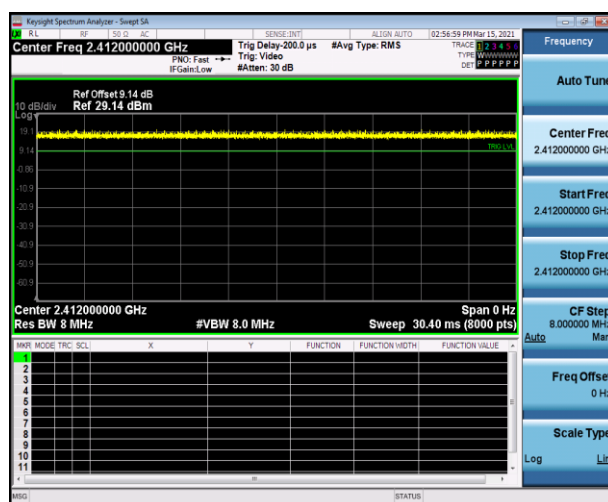 Keysight Spectrum Analyzer - Swept SA
RL RF 50 Ω AC SENSE:INT ALIGN AUTO 02:56:59 PM Mar 15, 2021
Center Freq 2.412000000 GHz
PNO: Fast
IFGain:Low
Trig Delay-200.0 µs
Trig: Video
#Atten: 30 dB
#Avg Type: RMS
TRACE 1 2 3 4 5 6
TYPE WWWWWW
DET P P P P P P
Ref Offset 9.14 dB
10 dB/div Ref 29.14 dBm
Log
19.1
9.14
TRIG LVL
-0.86
-10.9
-20.9
-30.9
-40.9
-50.9
-60.9
Center 2.412000000 GHz Span 0 Hz
Res BW 8 MHz #VBW 8.0 MHz Sweep 30.40 ms (8000 pts)
MKR MODE TRC SCL X Y FUNCTION FUNCTION WIDTH FUNCTION VALUE
1
2
3
4
5
6
7
8
9
10
11
MSG STATUS
Frequency
Auto Tune
Center Freq
2.412000000 GHz
Start Freq
2.412000000 GHz
Stop Freq
2.412000000 GHz
CF Step
8.000000 MHz
Auto Man
Freq Offset
0 Hz
Scale Type
Log Lin